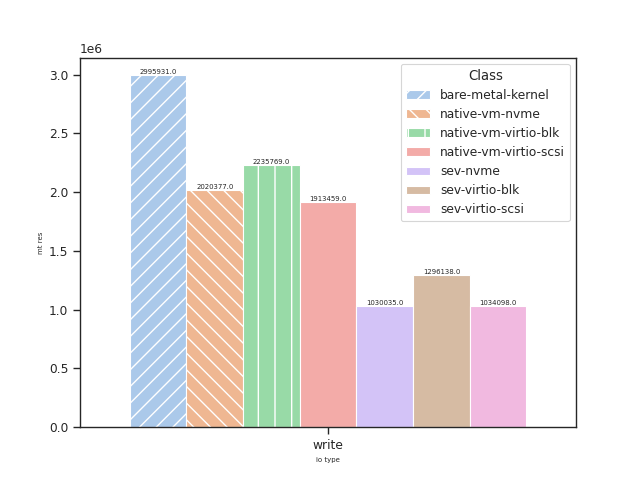 1e6
3.0
2.5
2.0
1.5
1.0
0.5
0.0
mt res
2995931.0
2020377.0
2235769.0
1913459.0
1030035.0
1296138.0
1034098.0
Class
bare-metal-kernel
native-vm-nvme
native-vm-virtio-blk
native-vm-virtio-scsi
sev-nvme
sev-virtio-blk
sev-virtio-scsi
write
io type